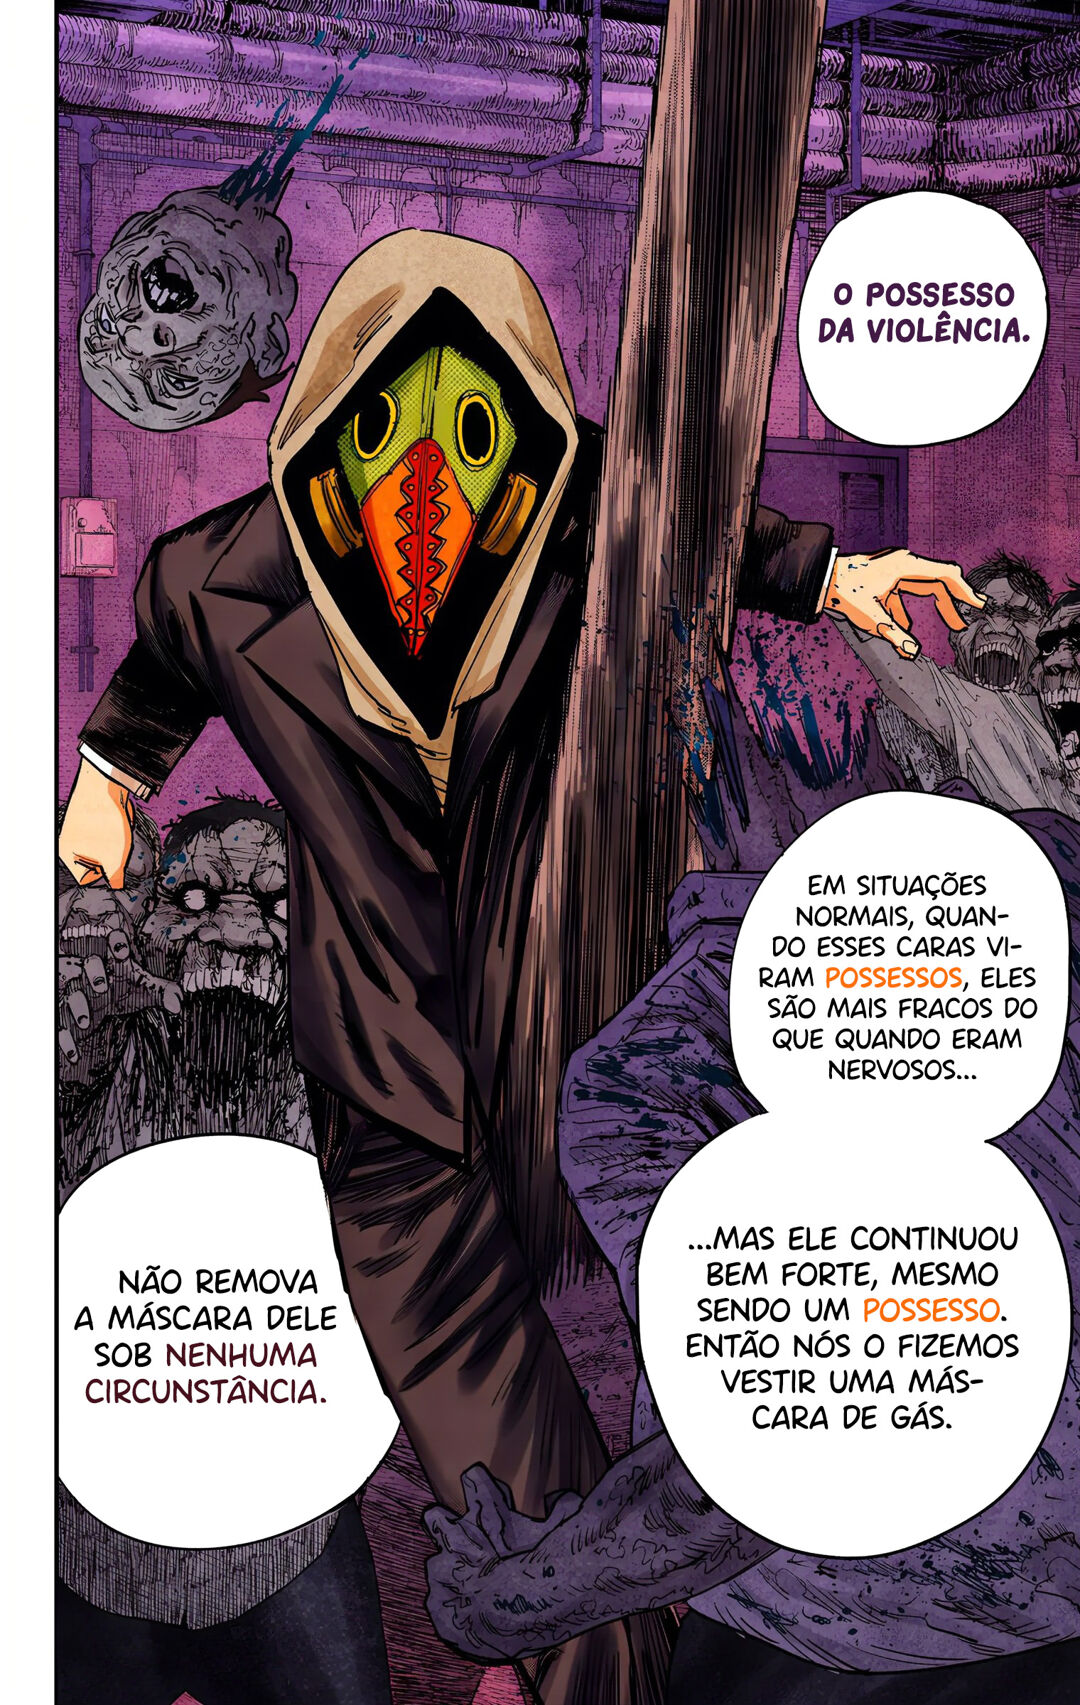 O POSSESSO
DA VIOLÊNCIA.
EM SITUAÇÕES
NORMAIS, QUAN-
DO ESSES CARAS VI-
RAM POSSESSOS, ELES
SÃO MAIS FRACOS DO
QUE QUANDO ERAM
NERVOSOS...
...MAS ELE CONTINUOU
BEM FORTE, MESMO
SENDO UM POSSESSO.
ENTÃO NÓS O FIZEMOS
VESTIR UMA MÁS-
CARA DE GÁS.
NÃO REMOVA
A MÁSCARA DELE
SOB NENHUMA
CIRCUNSTÂNCIA.